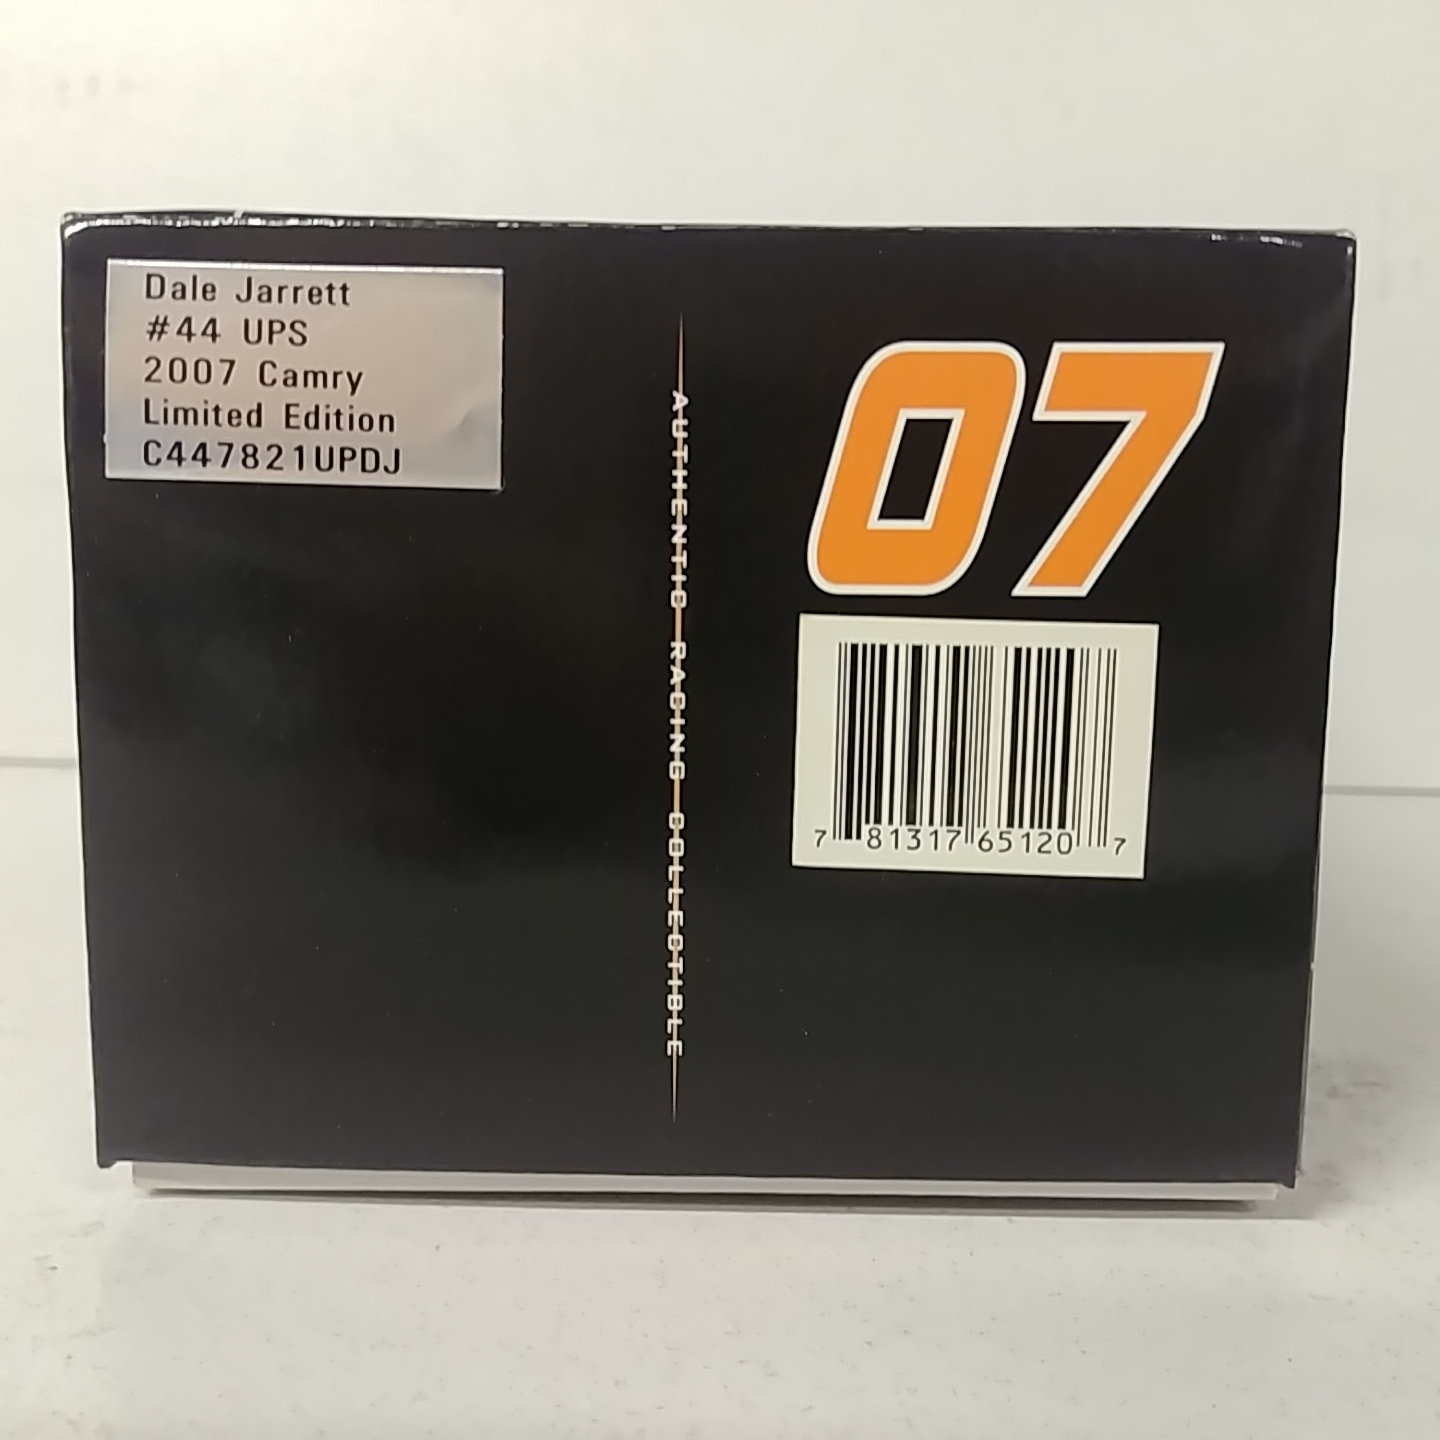 Dale Jarrett
#44 UPS
2007 Camry
Limited Edition
C447821UPDJ
AUTHENTIC RACING COLLECTIBLE
07
7 81317 65120 7